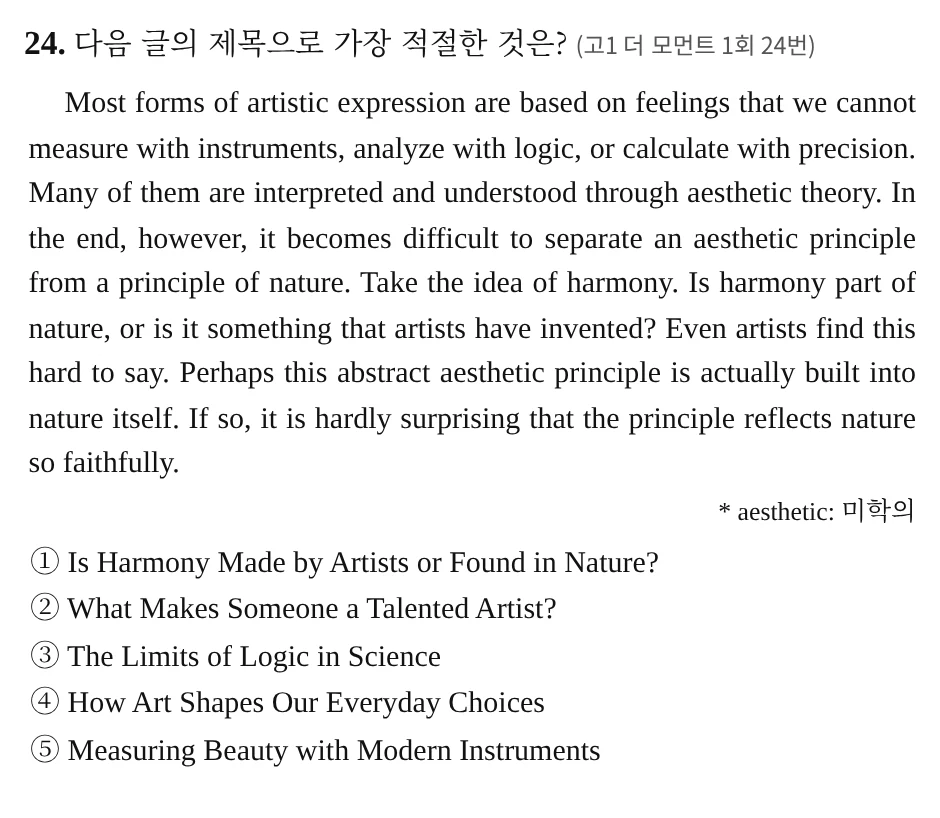 24. 다음 글의 제목으로 가장 적절한 것은? (고1 더 모먼트 1회 24번)
Most forms of artistic expression are based on feelings that we cannot
measure with instruments, analyze with logic, or calculate with precision.
Many of them are interpreted and understood through aesthetic theory. In
the end, however, it becomes difficult to separate an aesthetic principle
from a principle of nature. Take the idea of harmony. Is harmony part of
nature, or is it something that artists have invented? Even artists find this
hard to say. Perhaps this abstract aesthetic principle is actually built into
nature itself. If so, it is hardly surprising that the principle reflects nature
so faithfully.
* aesthetic: 미학의
① Is Harmony Made by Artists or Found in Nature?
② What Makes Someone a Talented Artist?
③ The Limits of Logic in Science
④ How Art Shapes Our Everyday Choices
⑤ Measuring Beauty with Modern Instruments